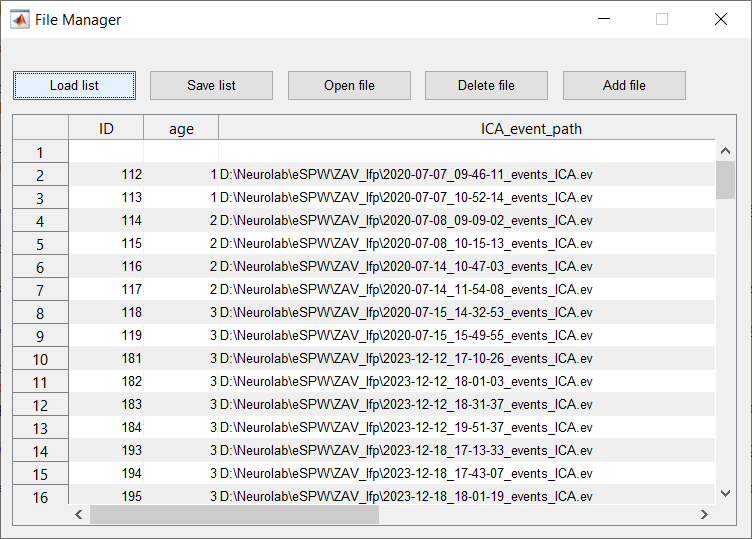 File Manager
Load list Save list Open file Delete file Add file
ID age ICA_event_path
1
2 112 1 D:\Neurolab\eSPW\ZAV_lfp\2020-07-07_09-46-11_events_ICA.ev
3 113 1 D:\Neurolab\eSPW\ZAV_lfp\2020-07-07_10-52-14_events_ICA.ev
4 114 2 D:\Neurolab\eSPW\ZAV_lfp\2020-07-08_09-09-02_events_ICA.ev
5 115 2 D:\Neurolab\eSPW\ZAV_lfp\2020-07-08_10-15-13_events_ICA.ev
6 116 2 D:\Neurolab\eSPW\ZAV_lfp\2020-07-14_10-47-03_events_ICA.ev
7 117 2 D:\Neurolab\eSPW\ZAV_lfp\2020-07-14_11-54-08_events_ICA.ev
8 118 3 D:\Neurolab\eSPW\ZAV_lfp\2020-07-15_14-32-53_events_ICA.ev
9 119 3 D:\Neurolab\eSPW\ZAV_lfp\2020-07-15_15-49-55_events_ICA.ev
10 181 3 D:\Neurolab\eSPW\ZAV_lfp\2023-12-12_17-10-26_events_ICA.ev
11 182 3 D:\Neurolab\eSPW\ZAV_lfp\2023-12-12_18-01-03_events_ICA.ev
12 183 3 D:\Neurolab\eSPW\ZAV_lfp\2023-12-12_18-31-37_events_ICA.ev
13 184 3 D:\Neurolab\eSPW\ZAV_lfp\2023-12-12_19-51-37_events_ICA.ev
14 193 3 D:\Neurolab\eSPW\ZAV_lfp\2023-12-18_17-13-33_events_ICA.ev
15 194 3 D:\Neurolab\eSPW\ZAV_lfp\2023-12-18_17-43-07_events_ICA.ev
16 195 3 D:\Neurolab\eSPW\ZAV_lfp\2023-12-18_18-01-19_events_ICA.ev